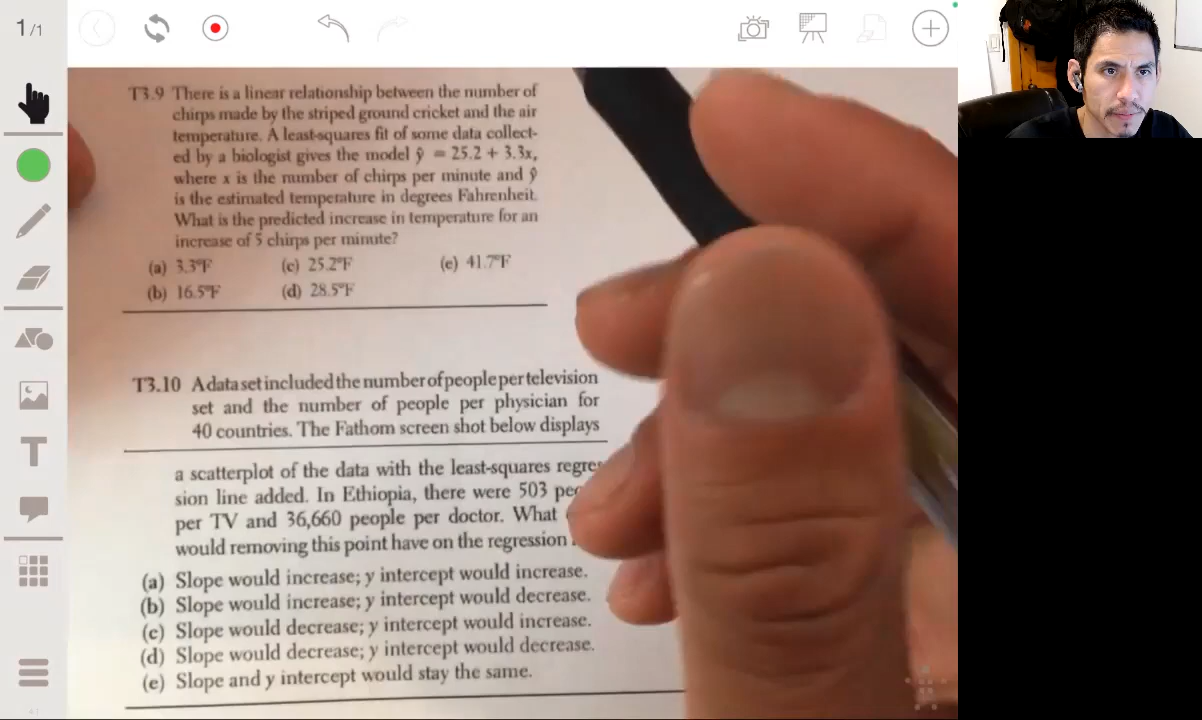 1/1
T3.9 There is a linear relationship between the number of
chirps made by the striped ground cricket and the air
temperature. A least-squares fit of some data collect-
ed by a biologist gives the model ŷ = 25.2 + 3.3x,
where x is the number of chirps per minute and ŷ
is the estimated temperature in degrees Fahrenheit.
What is the predicted increase in temperature for an
increase of 5 chirps per minute?
(a) 3.3°F (c) 25.2°F (e) 41.7°F
(b) 16.5°F (d) 28.5°F
T3.10 A data set included the number of people per television
set and the number of people per physician for
40 countries. The Fathom screen shot below displays
a scatterplot of the data with the least-squares regres
sion line added. In Ethiopia, there were 503
per TV and 36,660 people per doctor. What
would removing this point have on the regression
(a) Slope would increase; y intercept would increase.
(b) Slope would increase; y intercept would decrease.
(c) Slope would decrease; y intercept would increase.
(d) Slope would decrease; y intercept would decrease.
(e) Slope and y intercept would stay the same.
T